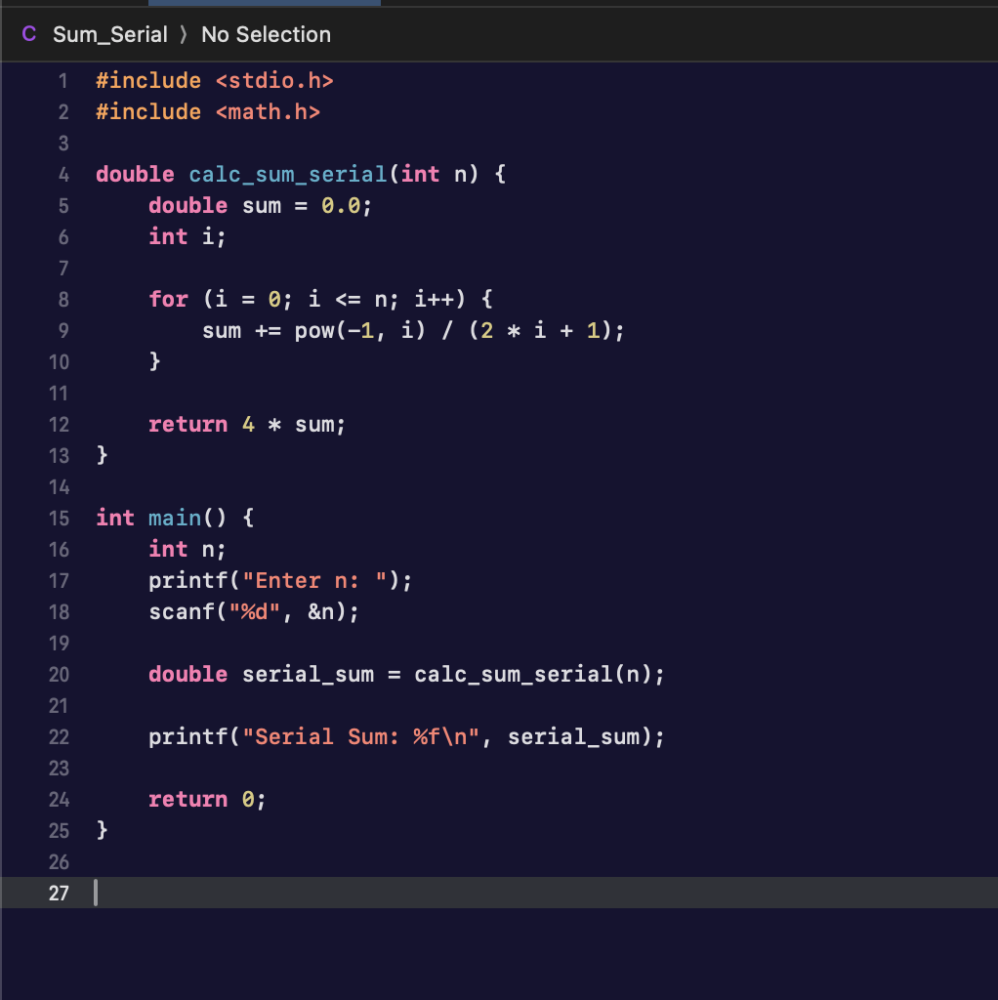 C Sum_Serial ⟩ No Selection
1 #include <stdio.h>
2 #include <math.h>
3
4 double calc_sum_serial(int n) {
5     double sum = 0.0;
6     int i;
7
8     for (i = 0; i <= n; i++) {
9         sum += pow(-1, i) / (2 * i + 1);
10     }
11
12     return 4 * sum;
13 }
14
15 int main() {
16     int n;
17     printf("Enter n: ");
18     scanf("%d", &n);
19
20     double serial_sum = calc_sum_serial(n);
21
22     printf("Serial Sum: %f\n", serial_sum);
23
24     return 0;
25 }
26
27